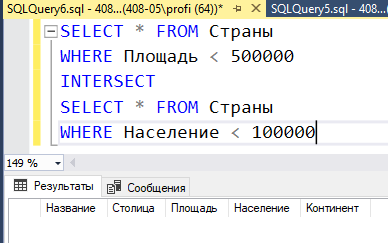 SQLQuery6.sql - 408...(408-05\profi (64))*
SQLQuery5.sql - 408...
SELECT * FROM Страны
WHERE Площадь < 500000
INTERSECT
SELECT * FROM Страны
WHERE Население < 100000
149 %
Результаты Сообщения
Название Столица Площадь Население Континент